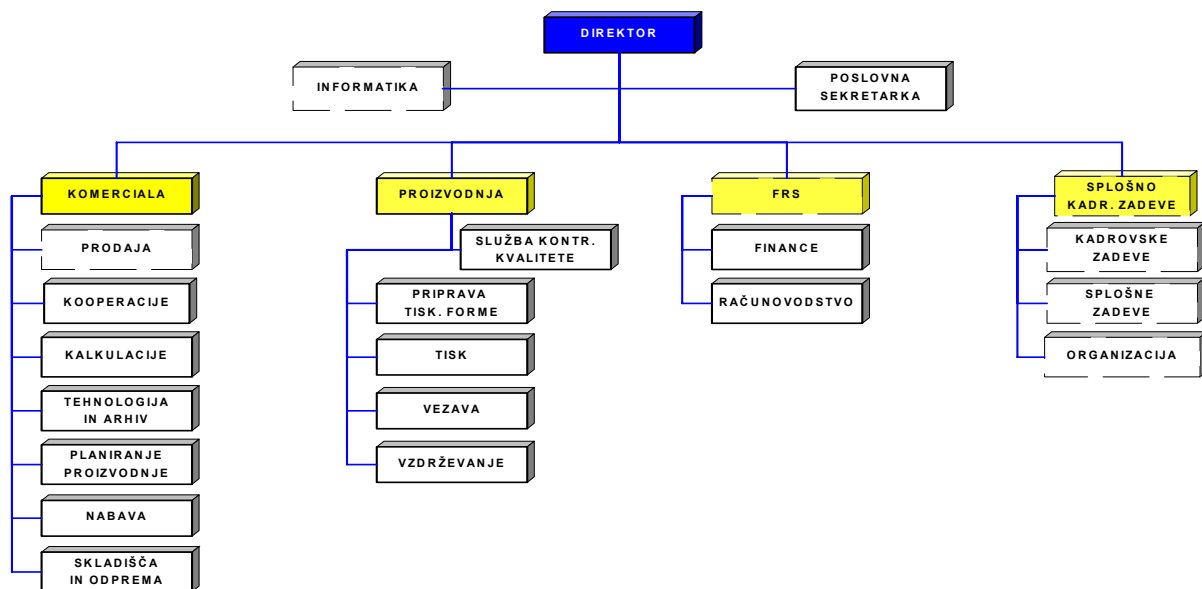 DIREKTOR
INFORMATIKA
POSLOVNA
SEKRETARKA
KOMERCIALA
PRODAJA
KOOPERACIJE
KALKULACIJE
TEHNOLOGIJA
IN ARHIV
PLANIRANJE
PROIZVODNJE
NABAVA
SKLADIŠČA
IN ODPREMA
PROIZVODNJA
SLUŽBA KONTR.
KVALITETE
PRIPRAVA
TISK. FORME
TISK
VEZAVA
VZDRŽEVANJE
FRS
FINANCE
RAČUNOVODSTVO
SPLOŠNO
KADR. ZADEVE
KADROVSKE
ZADEVE
SPLOŠNE
ZADEVE
ORGANIZACIJA